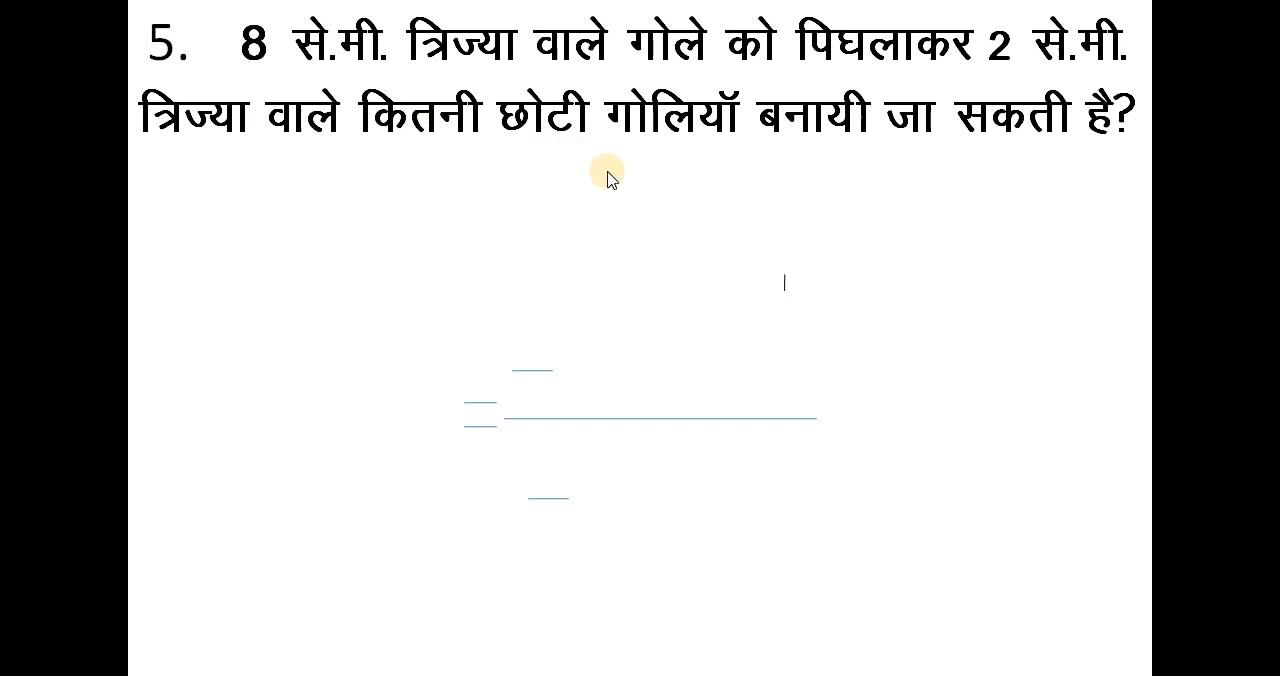 5. 8 से.मी. त्रिज्या वाले गोले को पिघलाकर 2 से.मी.
त्रिज्या वाले कितनी छोटी गोलियॉ बनायी जा सकती है?